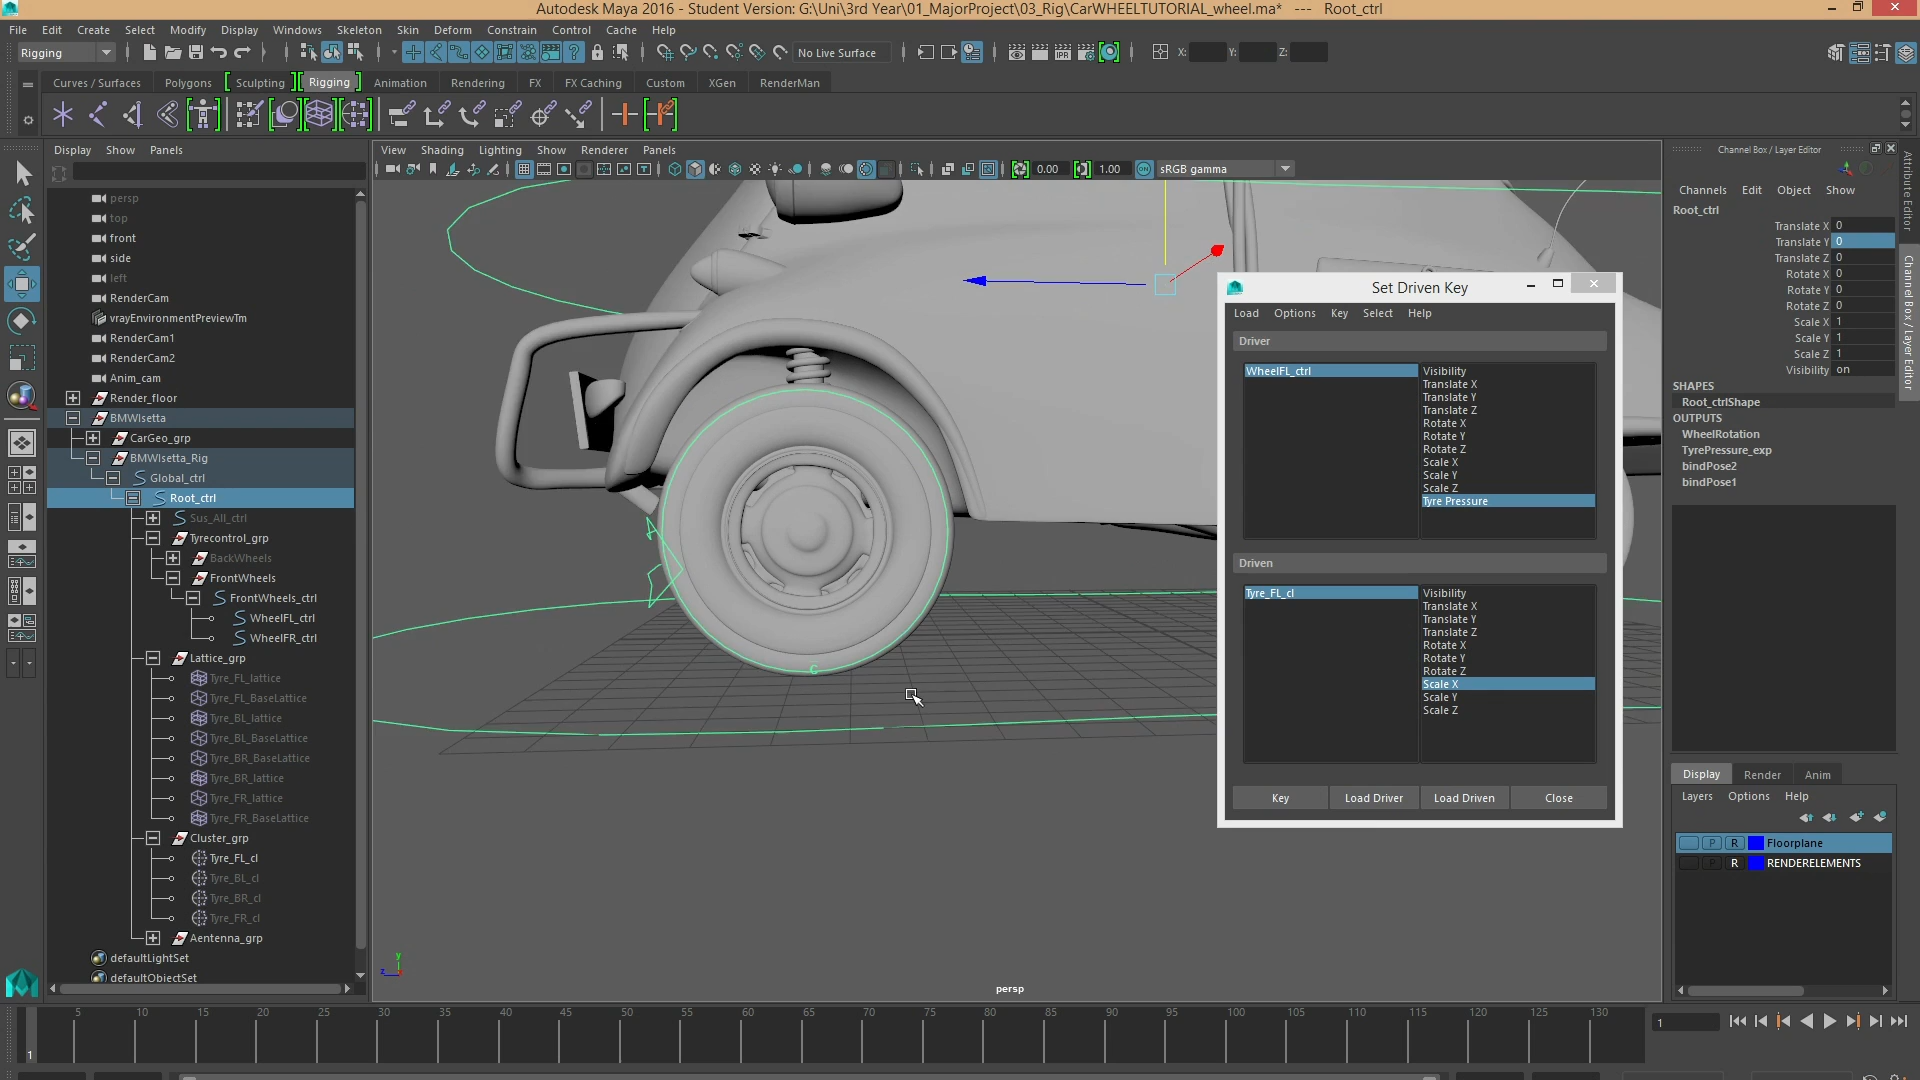 Autodesk Maya 2016 - Student Version: G:\Uni\3rd Year\01_MajorProject\03_Rig\CarWHEELTUTORIAL_wheel.ma*   ---   Root_ctrl
File Edit Create Select Modify Display Windows Skeleton Skin Deform Constrain Control Cache Help
Rigging
No Live Surface
X: Y: Z:
Curves / Surfaces Polygons Sculpting Rigging Animation Rendering FX FX Caching Custom XGen RenderMan
Display Show Panels
View Shading Lighting Show Renderer Panels
IPR
0.00 1.00 sRGB gamma
persp
top
front
side
left
RenderCam
vrayEnvironmentPreviewTm
RenderCam1
RenderCam2
Anim_cam
Render_floor
BMWIsetta
CarGeo_grp
BMWIsetta_Rig
Global_ctrl
Root_ctrl
Sus_All_ctrl
Tyrecontrol_grp
BackWheels
FrontWheels
FrontWheels_ctrl
WheelFL_ctrl
WheelFR_ctrl
Lattice_grp
Tyre_FL_lattice
Tyre_FL_BaseLattice
Tyre_BL_lattice
Tyre_BL_BaseLattice
Tyre_BR_BaseLattice
Tyre_BR_lattice
Tyre_FR_lattice
Tyre_FR_BaseLattice
Cluster_grp
Tyre_FL_cl
Tyre_BL_cl
Tyre_BR_cl
Tyre_FR_cl
Aentenna_grp
defaultLightSet
defaultObjectSet
C
y
z
persp
Set Driven Key
Load Options Key Select Help
Driver
WheelFL_ctrl
Visibility
Translate X
Translate Y
Translate Z
Rotate X
Rotate Y
Rotate Z
Scale X
Scale Y
Scale Z
Tyre Pressure
Driven
Tyre_FL_cl
Visibility
Translate X
Translate Y
Translate Z
Rotate X
Rotate Y
Rotate Z
Scale X
Scale Y
Scale Z
Key Load Driver Load Driven Close
Channel Box / Layer Editor
Channels Edit Object Show
Root_ctrl
Translate X 0
Translate Y 0
Translate Z 0
Rotate X 0
Rotate Y 0
Rotate Z 0
Scale X 1
Scale Y 1
Scale Z 1
Visibility on
SHAPES
Root_ctrlShape
OUTPUTS
WheelRotation
TyrePressure_exp
bindPose2
bindPose1
Attribute Editor
Channel Box / Layer Editor
Display Render Anim
Layers Options Help
P R Floorplane
P R RENDERELEMENTS
5 10 15 20 25 30 35 40 45 50 55 60 65 70 75 80 85 90 95 100 105 110 115 120 125 130
1
1